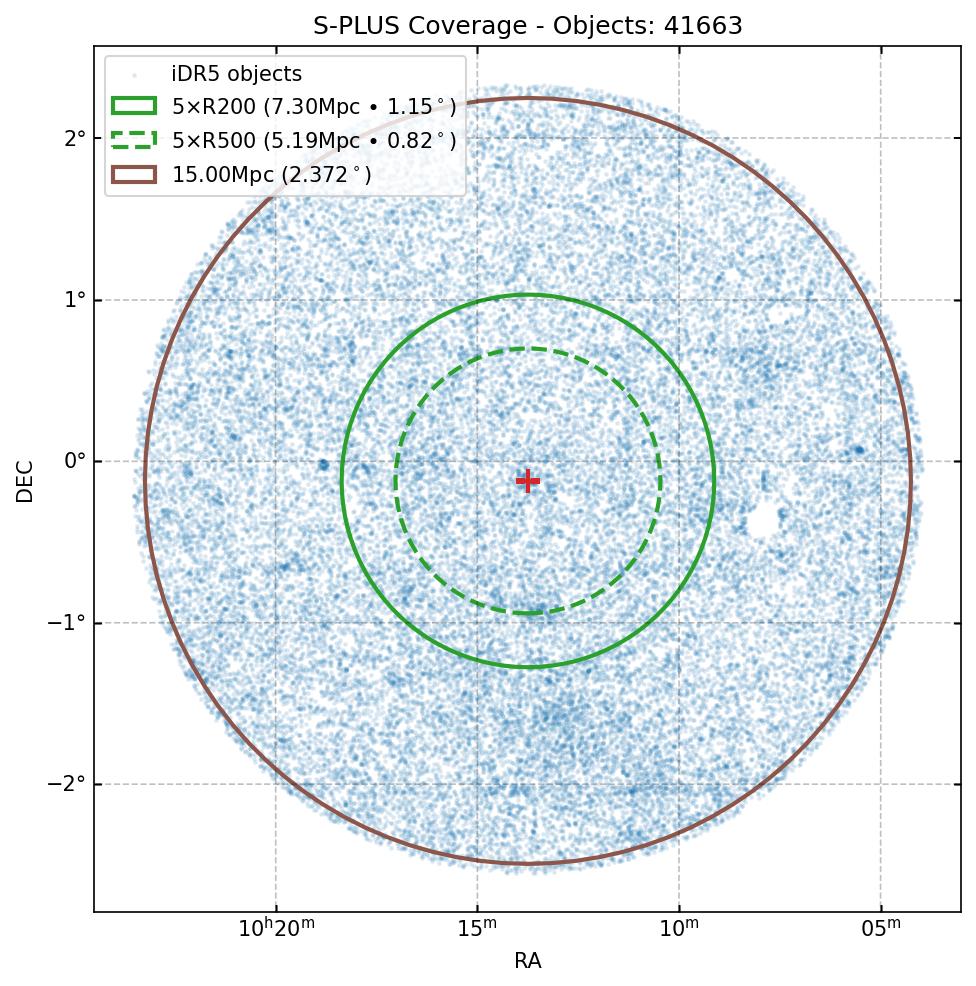 S-PLUS Coverage - Objects: 41663
iDR5 objects
5×R200 (7.30Mpc • 1.15°)
5×R500 (5.19Mpc • 0.82°)
15.00Mpc (2.372°)
2°
1°
0°
−1°
−2°
DEC
10ʰ20ᵐ
15ᵐ
10ᵐ
05ᵐ
RA